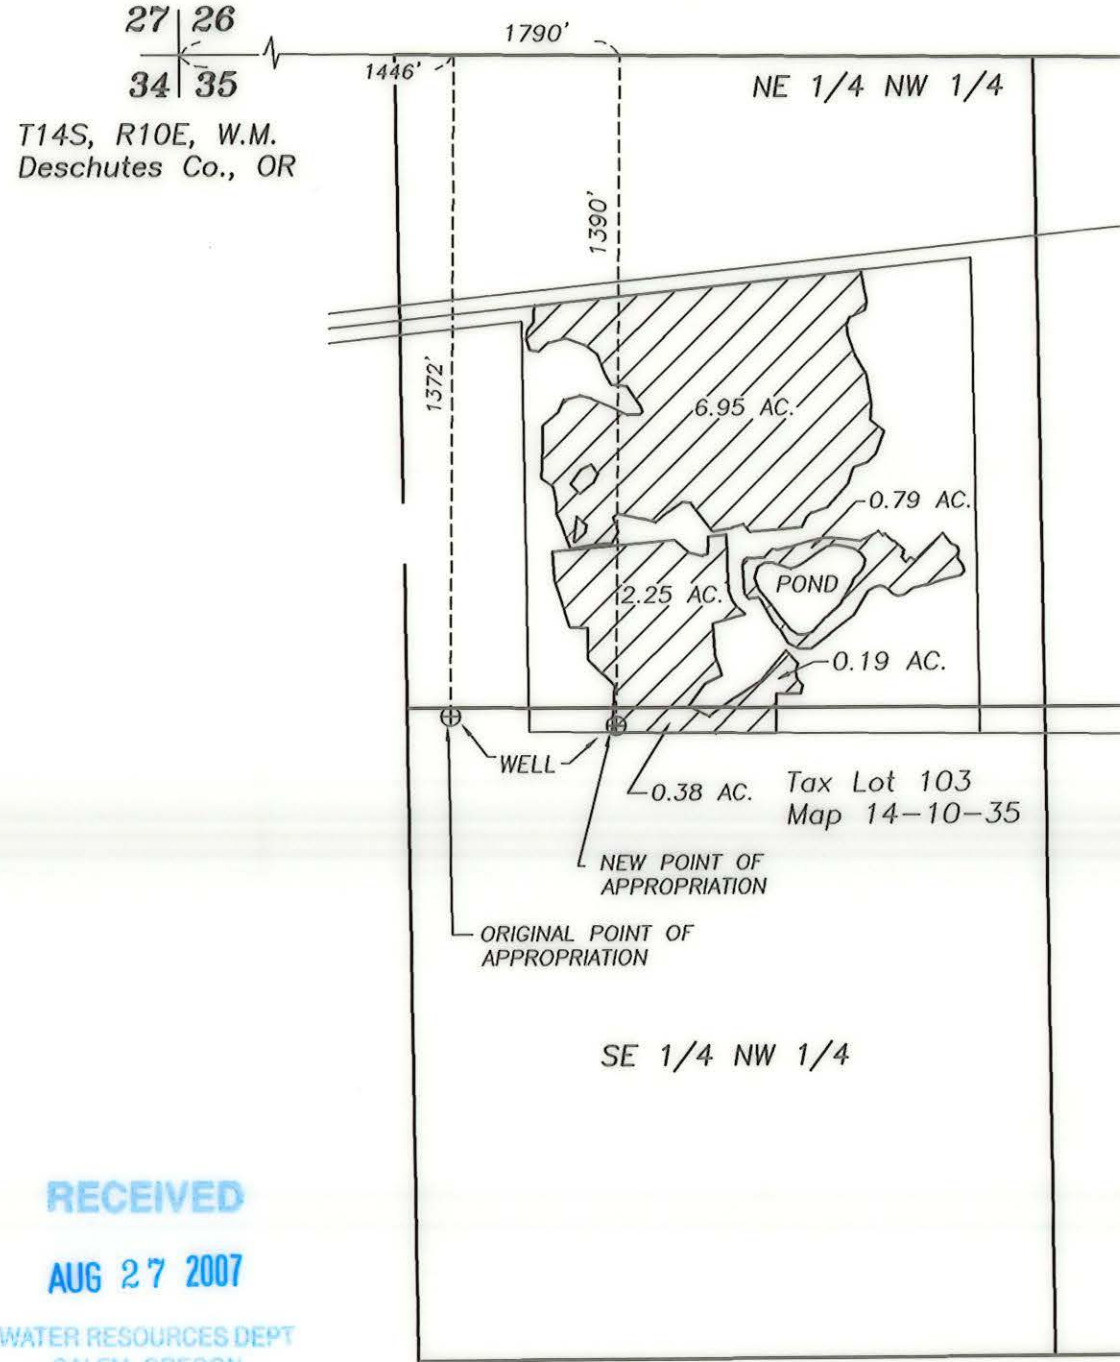 27 26
34 35
T14S, R10E, W.M.
Deschutes Co., OR
1790'
1446'
NE 1/4 NW 1/4
1390'
1372'
6.95 AC.
0.79 AC.
2.25 AC.
POND
0.19 AC.
WELL
0.38 AC.
Tax Lot 103
Map 14-10-35
NEW POINT OF
APPROPRIATION
ORIGINAL POINT OF
APPROPRIATION
SE 1/4 NW 1/4
RECEIVED
AUG 27 2007
WATER RESOURCES DEPT
SALEM, OREGON